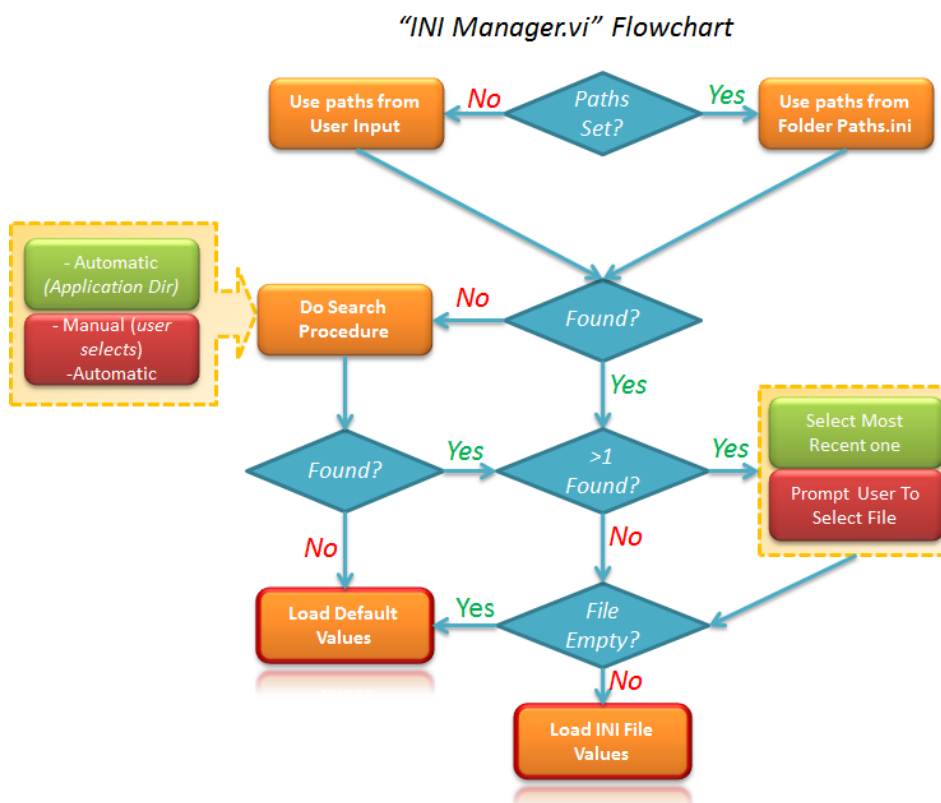 “INI Manager.vi” Flowchart
Use paths from
User Input
No
Paths
Set?
Yes
Use paths from
Folder Paths.ini
- Automatic
(Application Dir)
- Manual (user
selects)
-Automatic
Do Search
Procedure
No
Found?
Yes
Found?
Yes
>1
Found?
Yes
Select Most
Recent one
Prompt User To
Select File
No
No
Load Default
Values
Yes
File
Empty?
No
Load INI File
Values